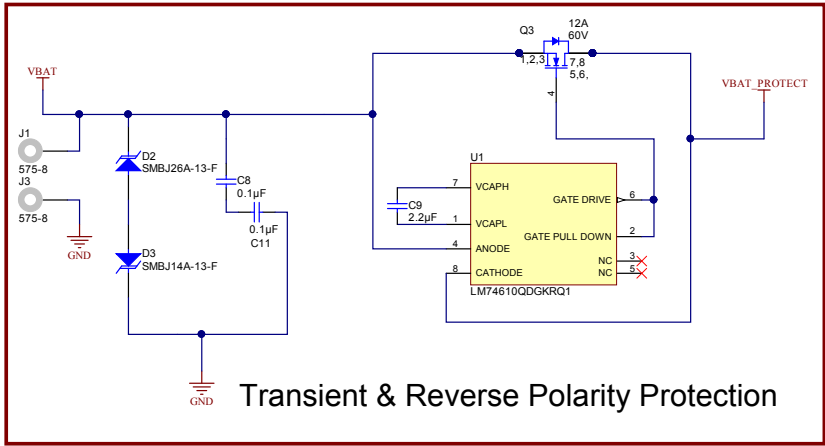 Q3
12A
60V
1,2,3
7,8
5,6,
4
VBAT
VBAT_PROTECT
J1
575-8
J3
575-8
GND
D2
SMBJ26A-13-F
D3
SMBJ14A-13-F
C8
0.1µF
0.1µF
C11
GND
U1
7
VCAPH
C9
2.2µF
1
VCAPL
4
ANODE
8
CATHODE
GATE DRIVE
6
GATE PULL DOWN
2
NC
3
NC
5
LM74610QDGKRQ1
Transient & Reverse Polarity Protection